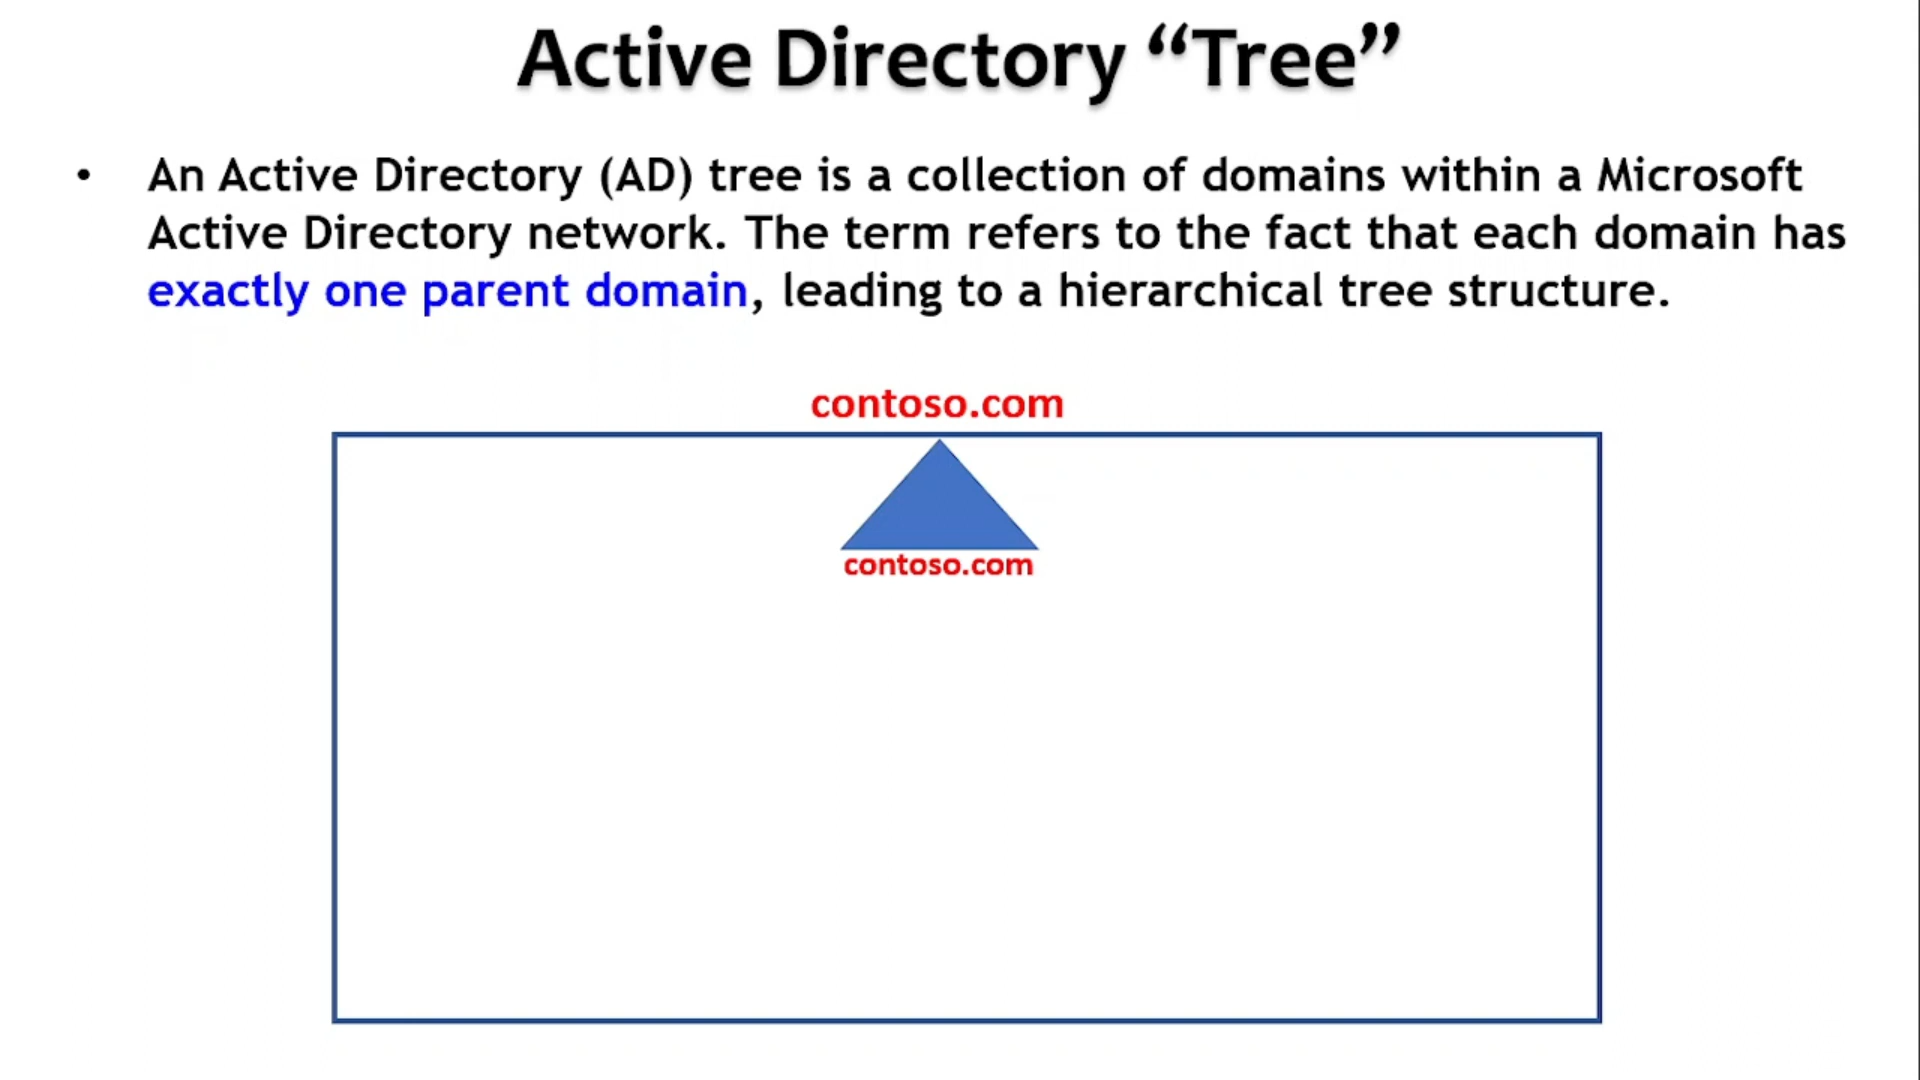 Active Directory “Tree”
• An Active Directory (AD) tree is a collection of domains within a Microsoft
Active Directory network. The term refers to the fact that each domain has
exactly one parent domain, leading to a hierarchical tree structure.
contoso.com
contoso.com